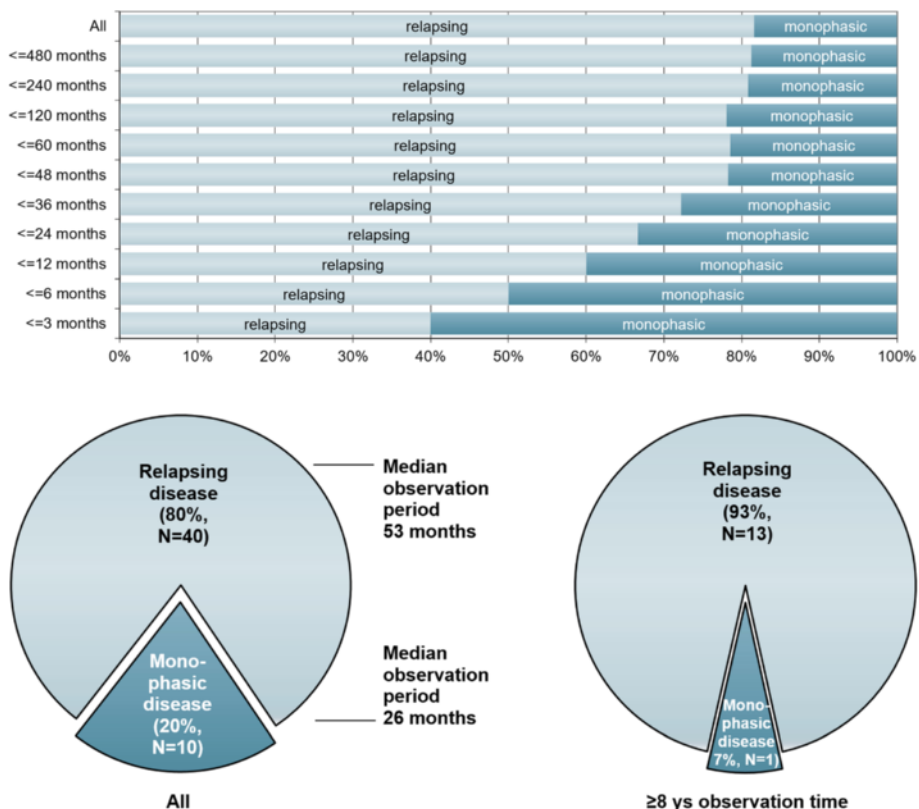 All relapsing monophasic
<=480 months relapsing monophasic
<=240 months relapsing monophasic
<=120 months relapsing monophasic
<=60 months relapsing monophasic
<=48 months relapsing monophasic
<=36 months relapsing monophasic
<=24 months relapsing monophasic
<=12 months relapsing monophasic
<=6 months relapsing monophasic
<=3 months relapsing monophasic
0% 10% 20% 30% 40% 50% 60% 70% 80% 90% 100%
Relapsing
disease
(80%,
N=40)
Median
observation
period
53 months
Mono-
phasic
disease
(20%,
N=10)
Median
observation
period
26 months
All
Relapsing
disease
(93%,
N=13)
Mono-
phasic
disease
7%, N=1)
≥8 ys observation time